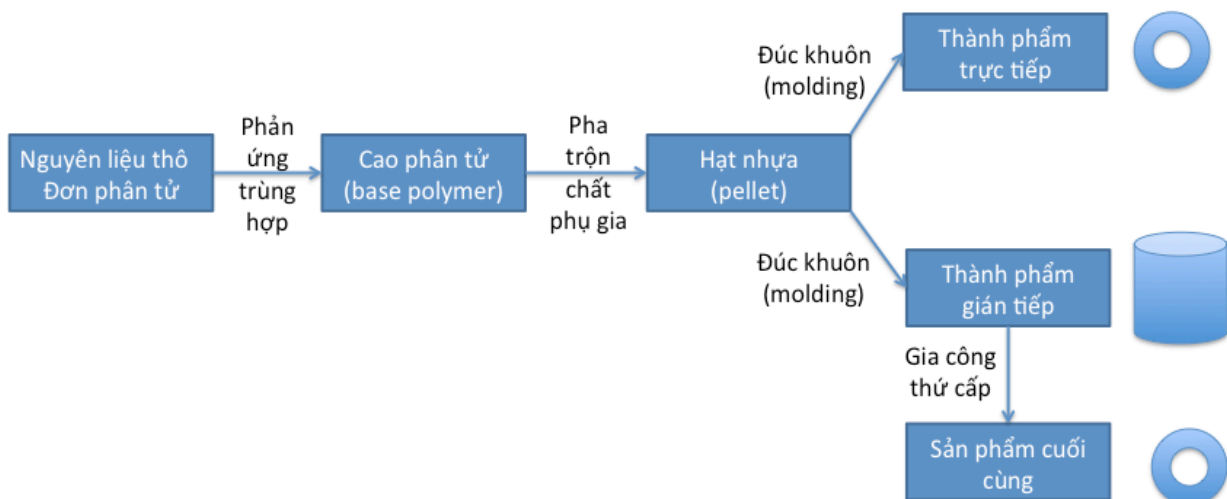 Nguyên liệu thô
Đơn phân tử
Phản
ứng
trùng
hợp
Cao phân tử
(base polymer)
Pha
trộn
chất
phụ gia
Hạt nhựa
(pellet)
Đúc khuôn
(molding)
Thành phẩm
trực tiếp
Đúc khuôn
(molding)
Thành phẩm
gián tiếp
Gia công
thứ cấp
Sản phẩm cuối
cùng